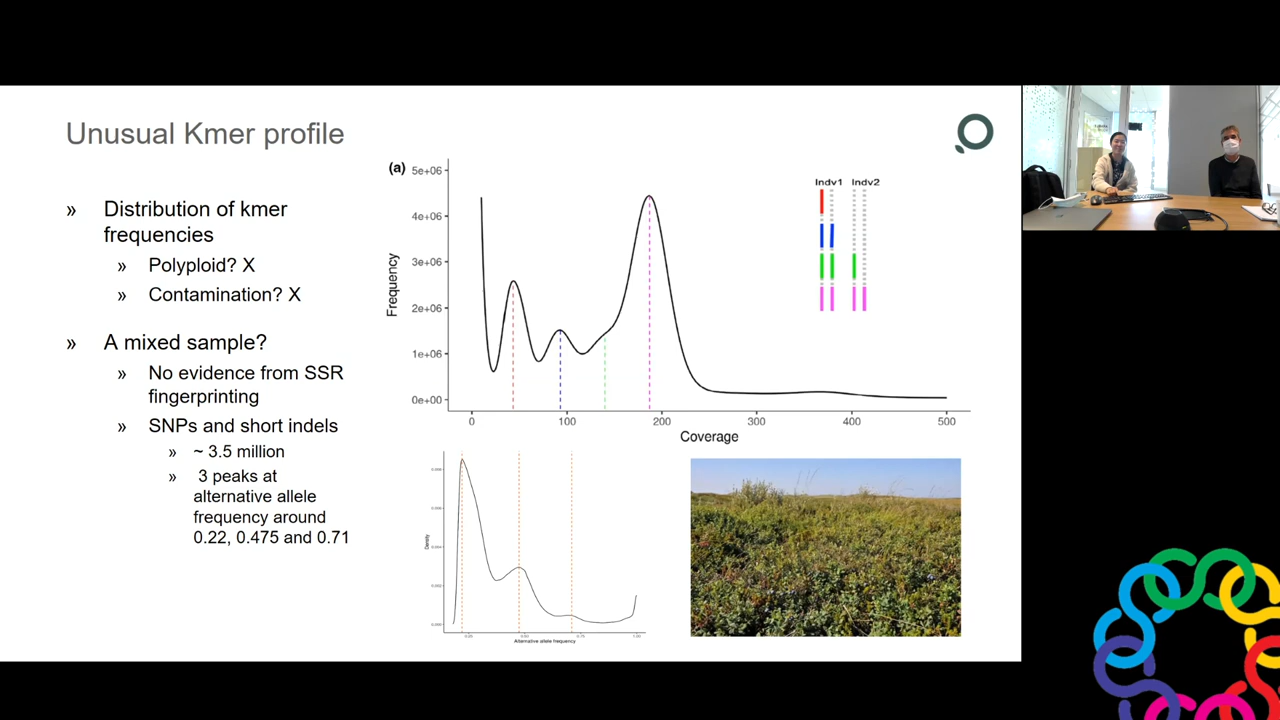 Unusual Kmer profile
» Distribution of kmer
frequencies
» Polyploid? X
» Contamination? X
» A mixed sample?
» No evidence from SSR
fingerprinting
» SNPs and short indels
» ~ 3.5 million
» 3 peaks at
alternative allele
frequency around
0.22, 0.475 and 0.71
(a)
5e+06
4e+06
3e+06
2e+06
1e+06
0e+00
Frequency
0 100 200 300 400 500
Coverage
Indv1 Indv2
Density
Alternative allele frequency